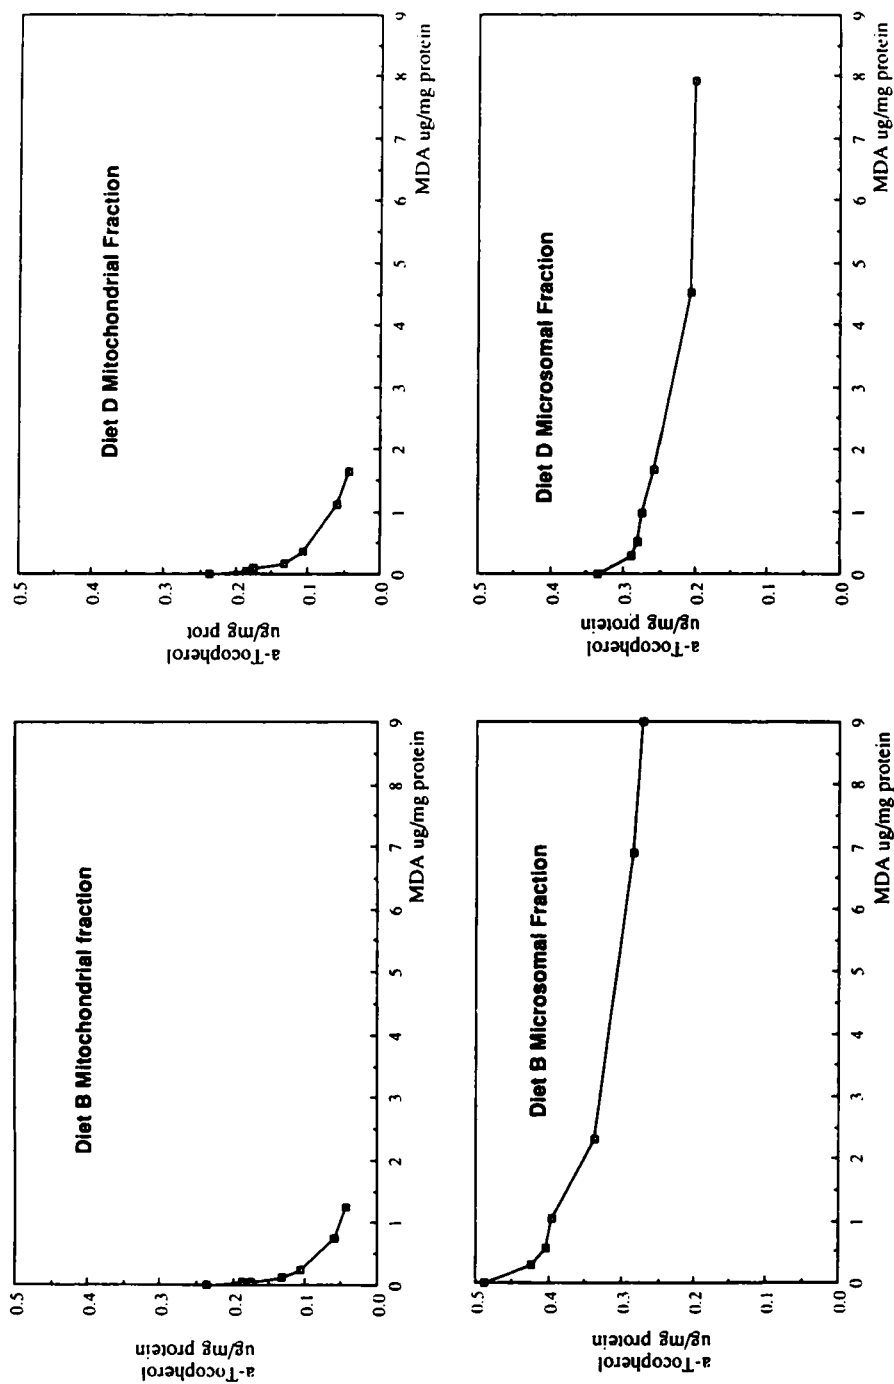 Diet B Mitochondrial fraction
a-Tocopherol
ug/mg protein
0.5
0.4
0.3
0.2
0.1
0.0
0 1 2 3 4 5 6 7 8 9
MDA ug/mg protein
Diet D Mitochondrial Fraction
a-Tocopherol
ug/mg prot
0.5
0.4
0.3
0.2
0.1
0.0
0 1 2 3 4 5 6 7 8 9
MDA ug/mg protein
Diet B Microsomal Fraction
a-Tocopherol
ug/mg protein
0.5
0.4
0.3
0.2
0.1
0.0
0 1 2 3 4 5 6 7 8 9
MDA ug/mg protein
Diet D Microsomal Fraction
a-Tocopherol
ug/mg protein
0.5
0.4
0.3
0.2
0.1
0.0
0 1 2 3 4 5 6 7 8 9
MDA ug/mg protein